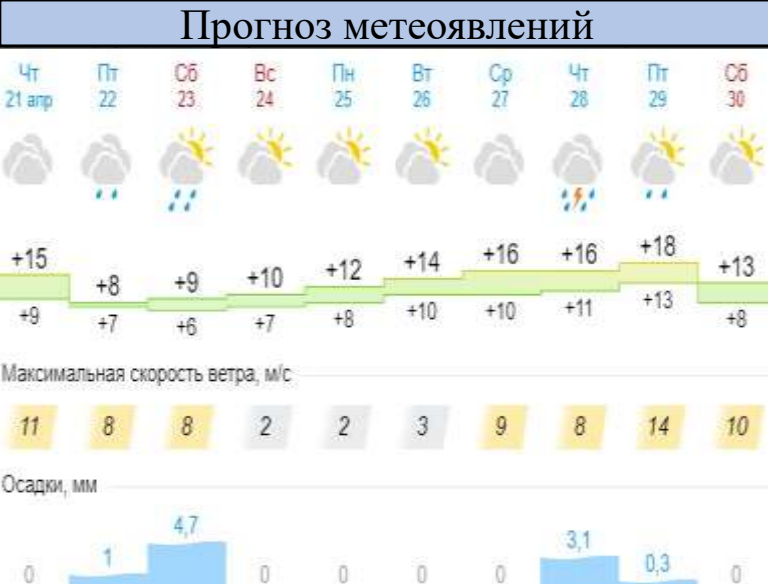 Прогноз метеоявлений
Чт Пт Сб Вс Пн Вт Ср Чт Пт Сб
21 апр 22 23 24 25 26 27 28 29 30
+15 +8 +9 +10 +12 +14 +16 +16 +18 +13
+9 +7 +6 +7 +8 +10 +10 +11 +13 +8
Максимальная скорость ветра, м/с
11 8 8 2 2 3 9 8 14 10
Осадки, мм
0 1 4,7 0 0 0 0 3,1 0,3 0